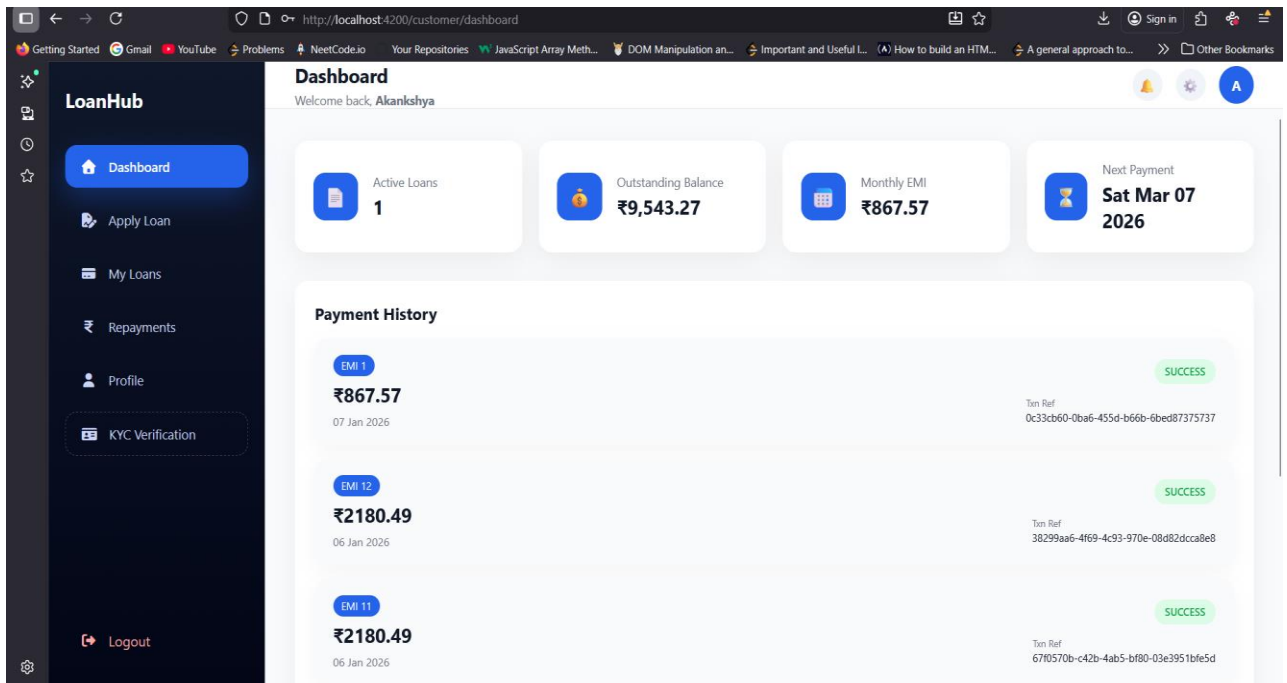 http://localhost:4200/customer/dashboard
Sign in
Getting Started
Gmail
YouTube
Problems
NeetCode.io
Your Repositories
JavaScript Array Meth...
DOM Manipulation an...
Important and Useful l...
How to build an HTM...
A general approach to...
Other Bookmarks
LoanHub
Dashboard
Apply Loan
My Loans
Repayments
Profile
KYC Verification
Logout
Dashboard
Welcome back, Akankshya
A
Active Loans
1
Outstanding Balance
₹9,543.27
Monthly EMI
₹867.57
Next Payment
Sat Mar 07
2026
Payment History
EMI 1
₹867.57
07 Jan 2026
SUCCESS
Txn Ref
0c33cb60-0ba6-455d-b66b-6bed87375737
EMI 12
₹2180.49
06 Jan 2026
SUCCESS
Txn Ref
38299aa6-4f69-4c93-970e-08d82dcca8e8
EMI 11
₹2180.49
06 Jan 2026
SUCCESS
Txn Ref
67f0570b-c42b-4ab5-bf80-03e3951bfe5d